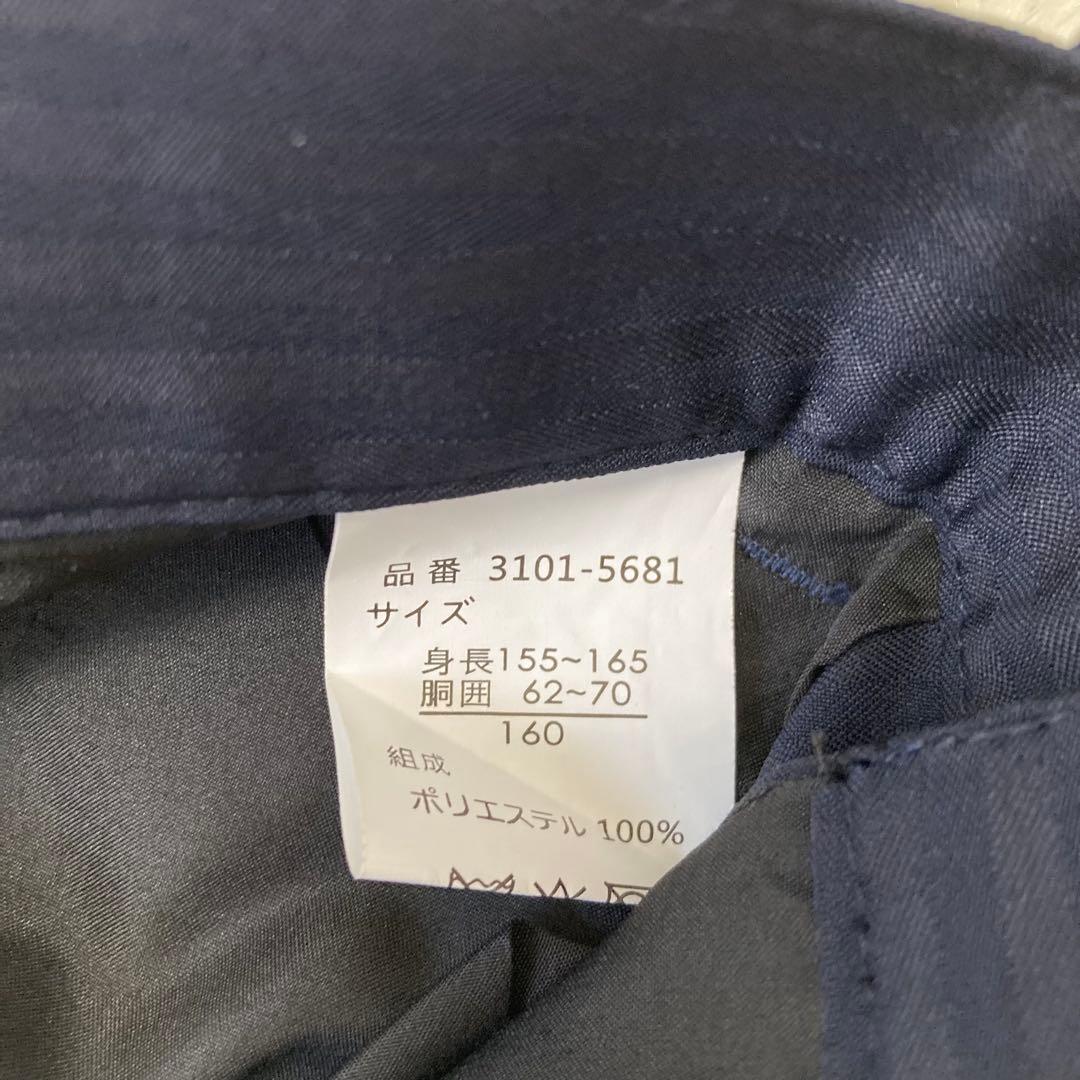 品番 3101-5681
サイズ
身長155~165
胴囲 62~70
160
組成
ポリエステル 100%